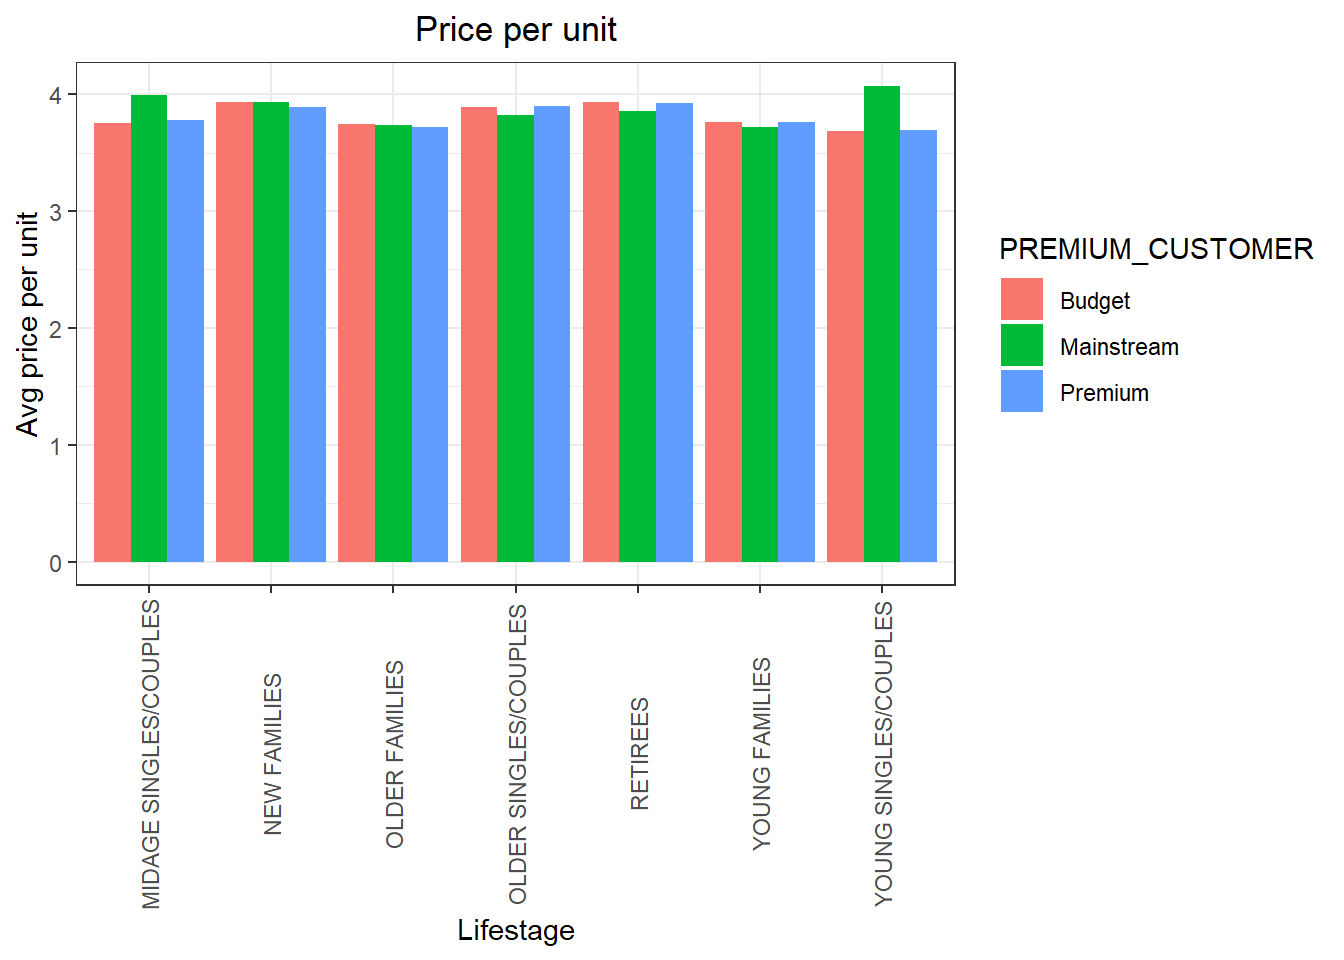 Price per unit
4
3
2
1
0
Avg price per unit
MIDAGE SINGLES/COUPLES
NEW FAMILIES
OLDER FAMILIES
OLDER SINGLES/COUPLES
RETIREES
YOUNG FAMILIES
YOUNG SINGLES/COUPLES
Lifestage
PREMIUM_CUSTOMER
Budget
Mainstream
Premium